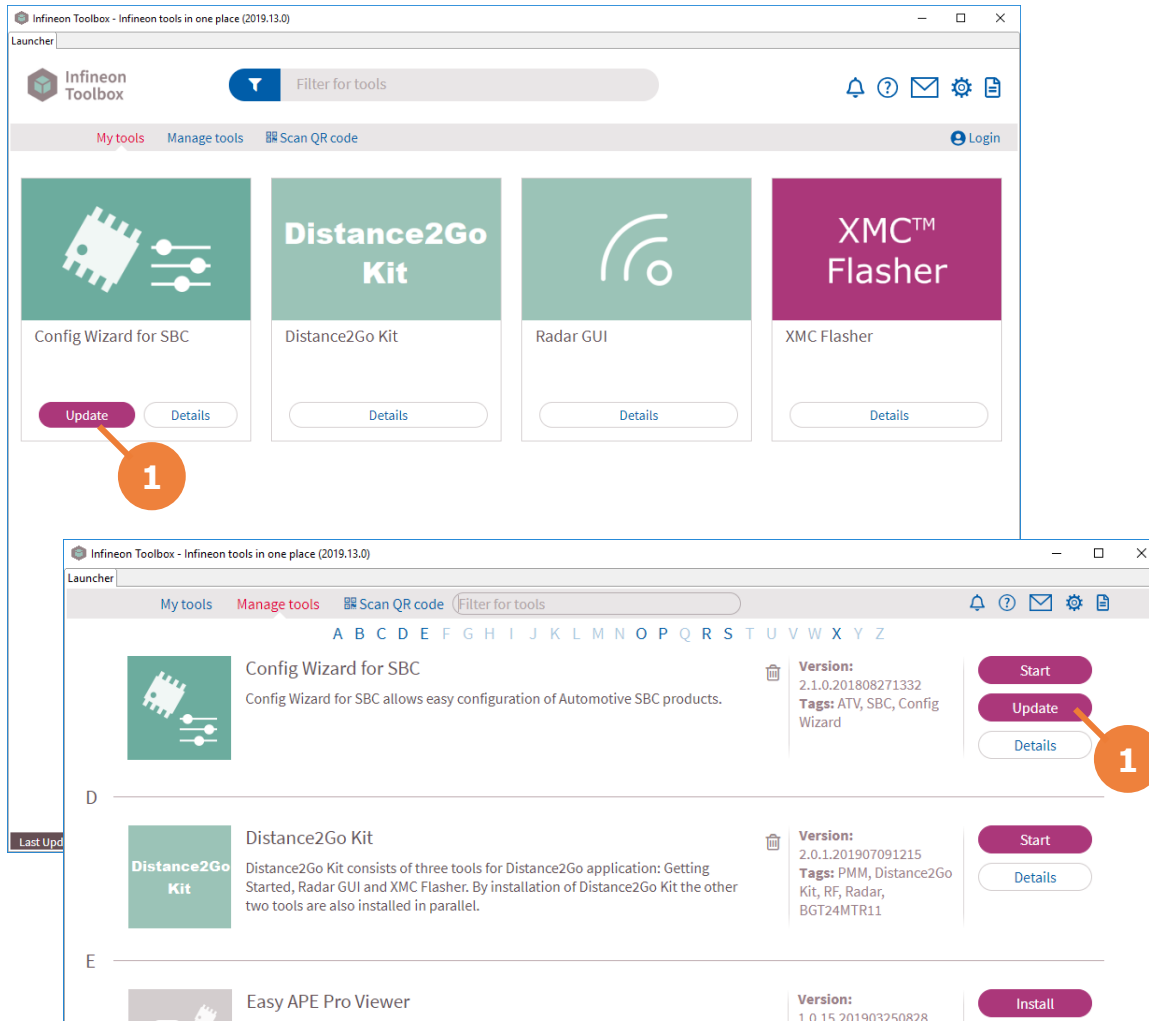 Infineon Toolbox - Infineon tools in one place (2019.13.0)
Launcher
Infineon
Toolbox
Filter for tools
My tools Manage tools Scan QR code Login
Distance2Go
Kit
XMC™
Flasher
Config Wizard for SBC Distance2Go Kit Radar GUI XMC Flasher
Update Details Details Details Details
1
Infineon Toolbox - Infineon tools in one place (2019.13.0)
Launcher
My tools Manage tools Scan QR code Filter for tools
A B C D E F G H I J K L M N O P Q R S T U V W X Y Z
Config Wizard for SBC
Config Wizard for SBC allows easy configuration of Automotive SBC products.
Version:
2.1.0.201808271332
Tags: ATV, SBC, Config
Wizard
Start
Update
Details
1
D
Last Upd
Distance2Go
Kit
Distance2Go Kit
Distance2Go Kit consists of three tools for Distance2Go application: Getting
Started, Radar GUI and XMC Flasher. By installation of Distance2Go Kit the other
two tools are also installed in parallel.
Version:
2.0.1.201907091215
Tags: PMM, Distance2Go
Kit, RF, Radar,
BGT24MTR11
Start
Details
E
Easy APE Pro Viewer
Version:
1.0.15.201903250828
Install